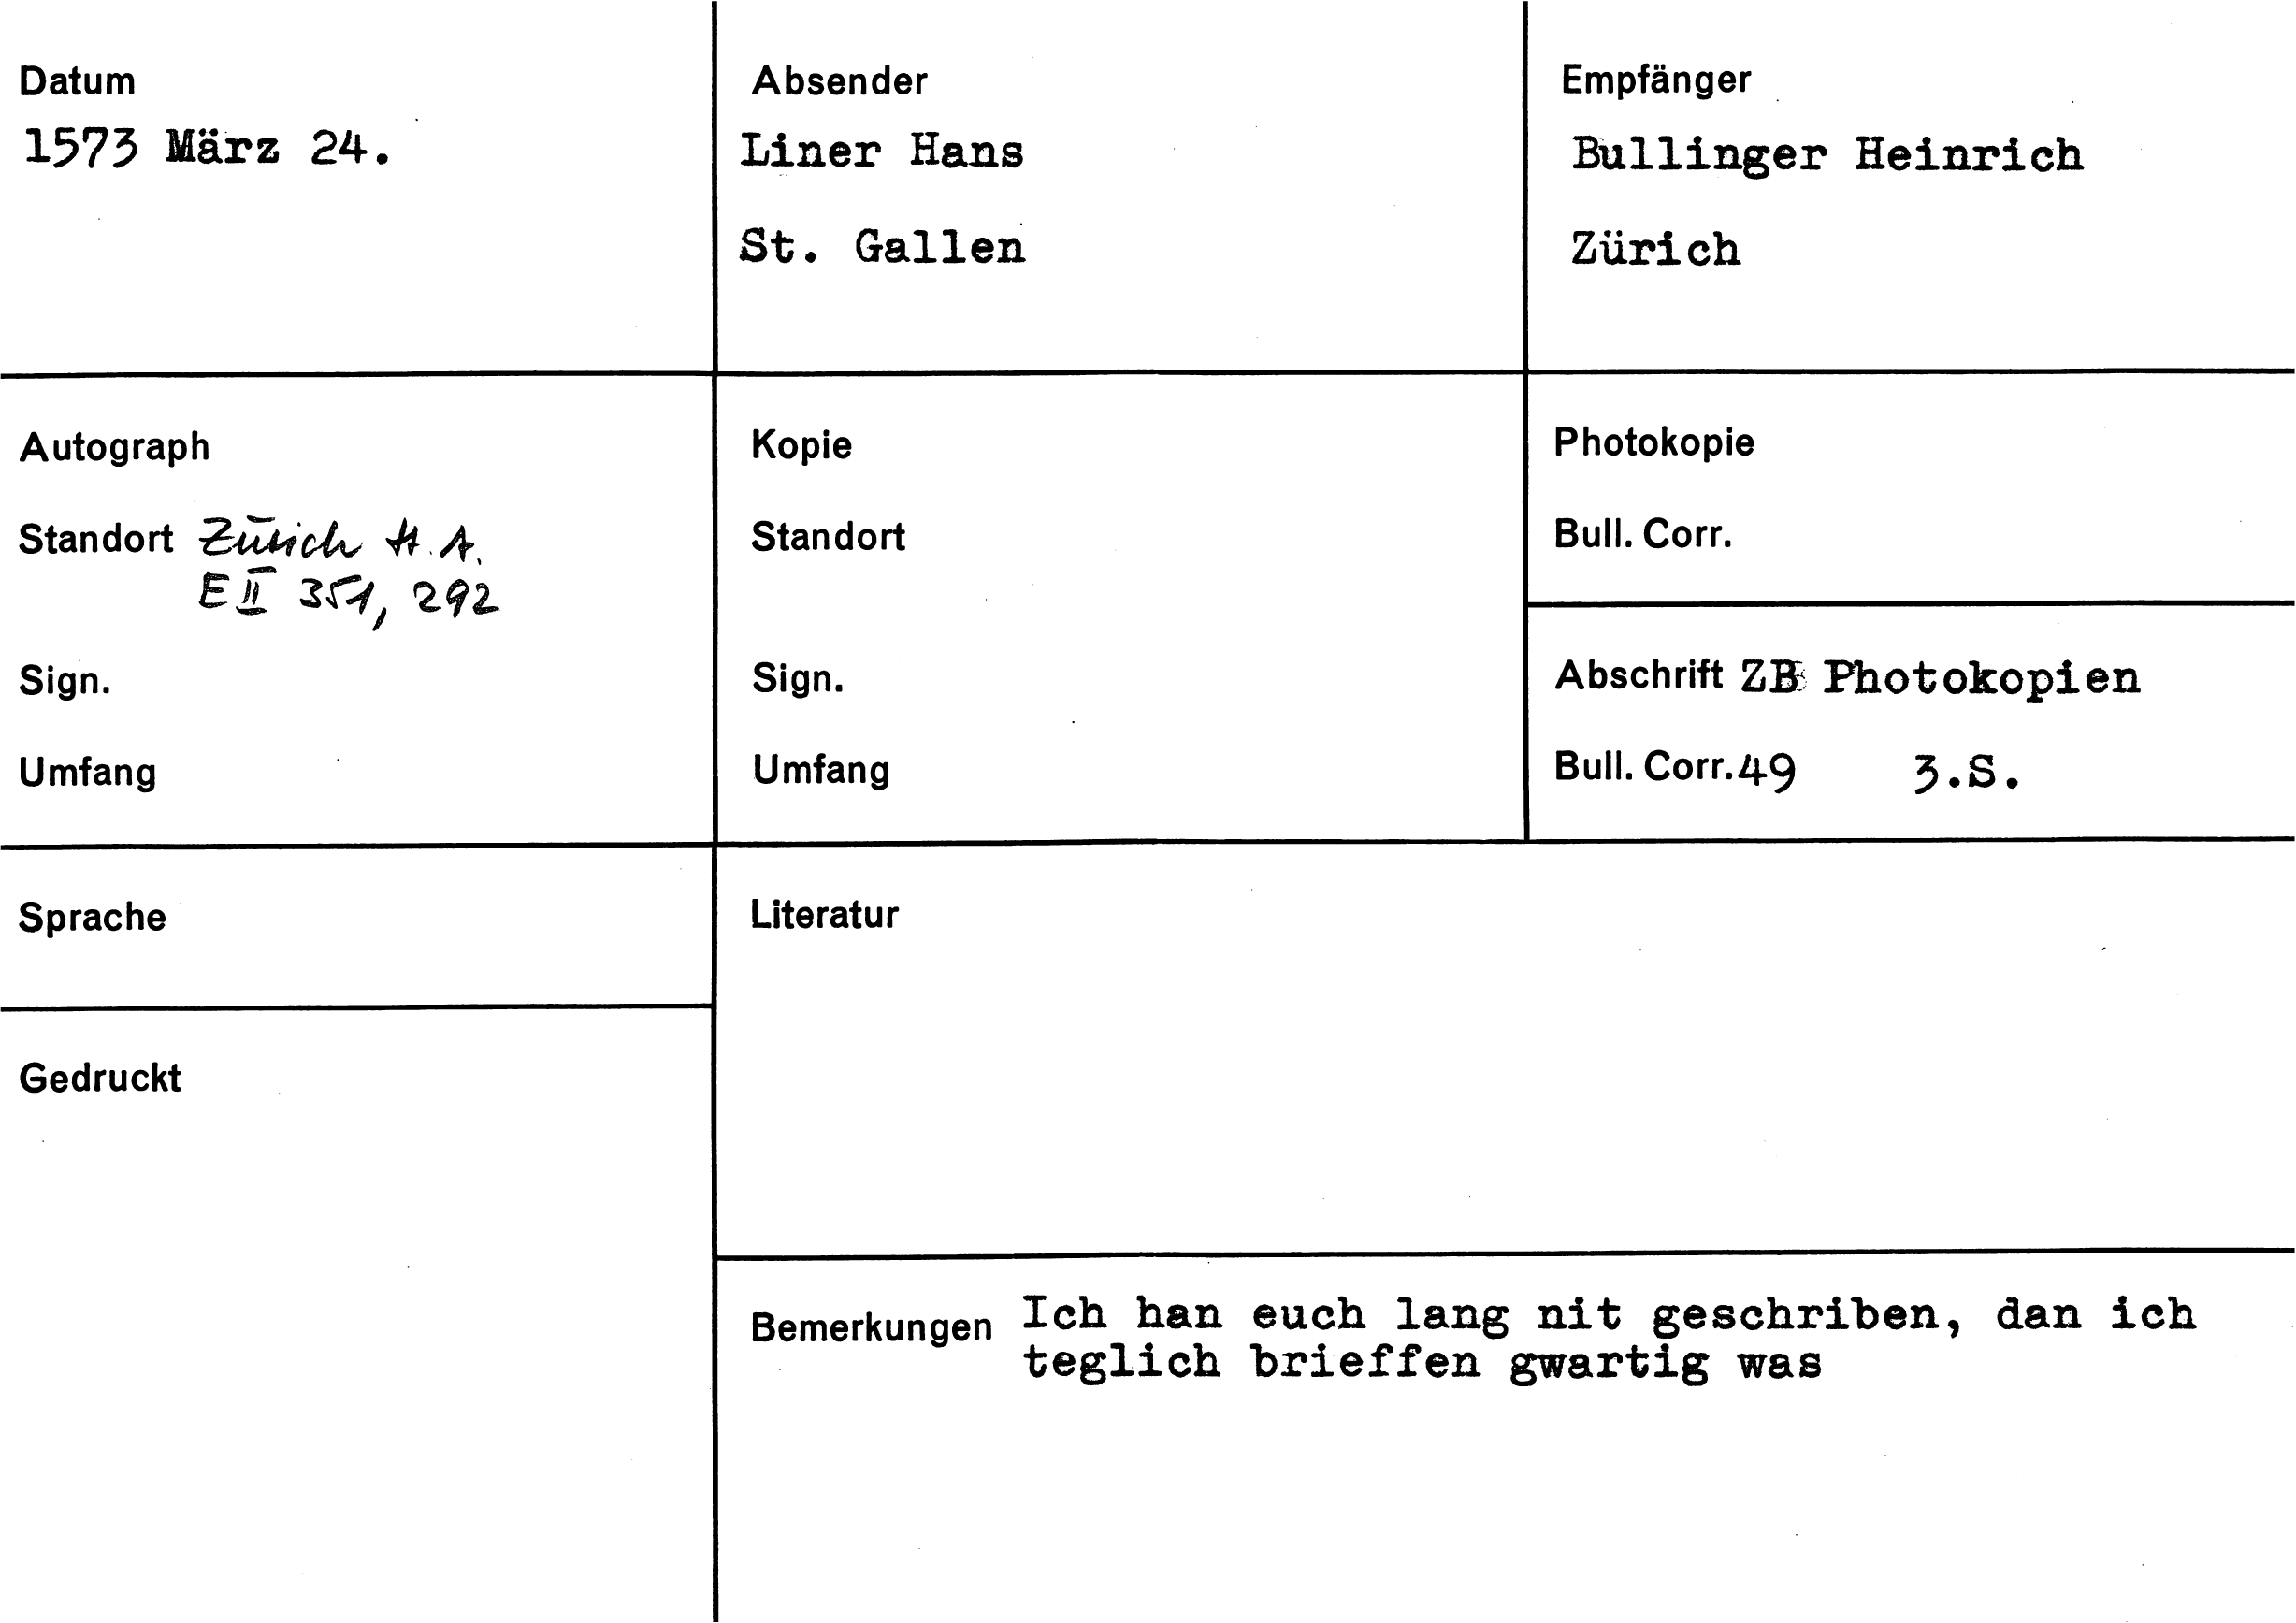 Datum
1573 März 24.
Absender
Liner Hans
St. Gallen
Empfänger
Bullinger Heinrich
Zürich
Autograph
Standort Zürich H.A.
E II 351, 292
Sign.
Umfang
Kopie
Standort
Sign.
Umfang
Photokopie
Bull. Corr.
Abschrift ZB Photokopien
Bull. Corr. 49 3.S.
Sprache
Literatur
Gedruckt
Bemerkungen Ich han euch lang nit geschriben, dan ich
teglich brieffen gwartig was